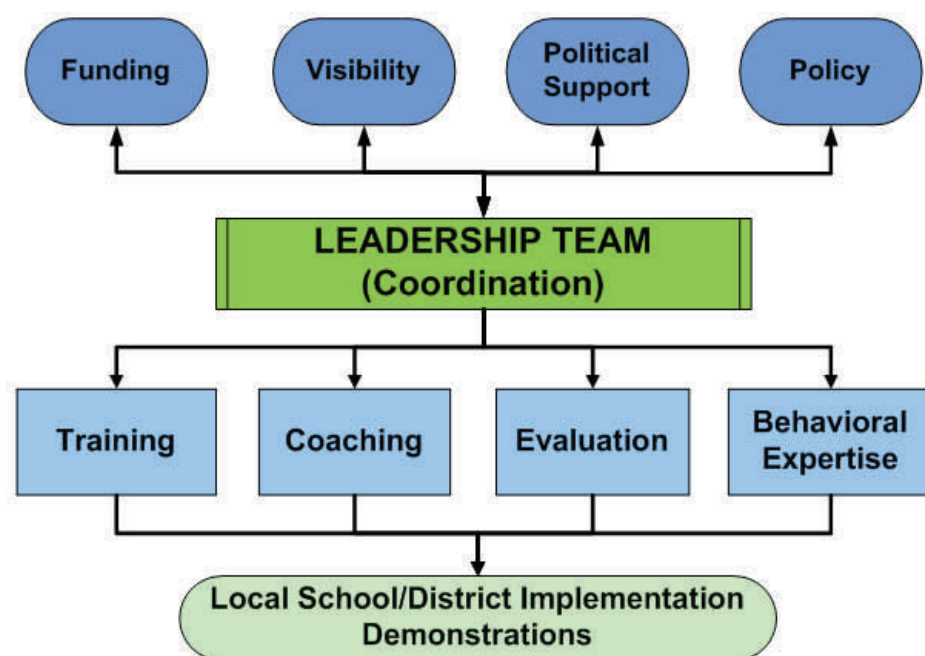 Funding
Visibility
Political
Support
Policy
LEADERSHIP TEAM
(Coordination)
Training
Coaching
Evaluation
Behavioral
Expertise
Local School/District Implementation
Demonstrations